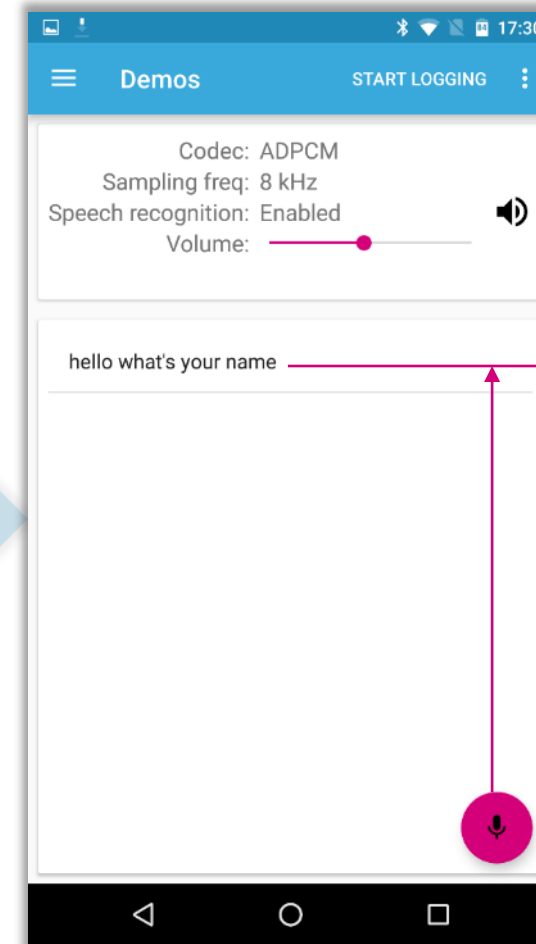 17:30
Demos START LOGGING
Codec: ADPCM
Sampling freq: 8 kHz
Speech recognition: Enabled
Volume:
hello what's your name